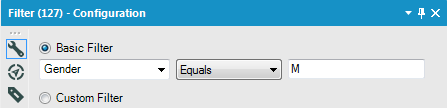 Filter (127) - Configuration
Basic Filter
Gender Equals M
Custom Filter